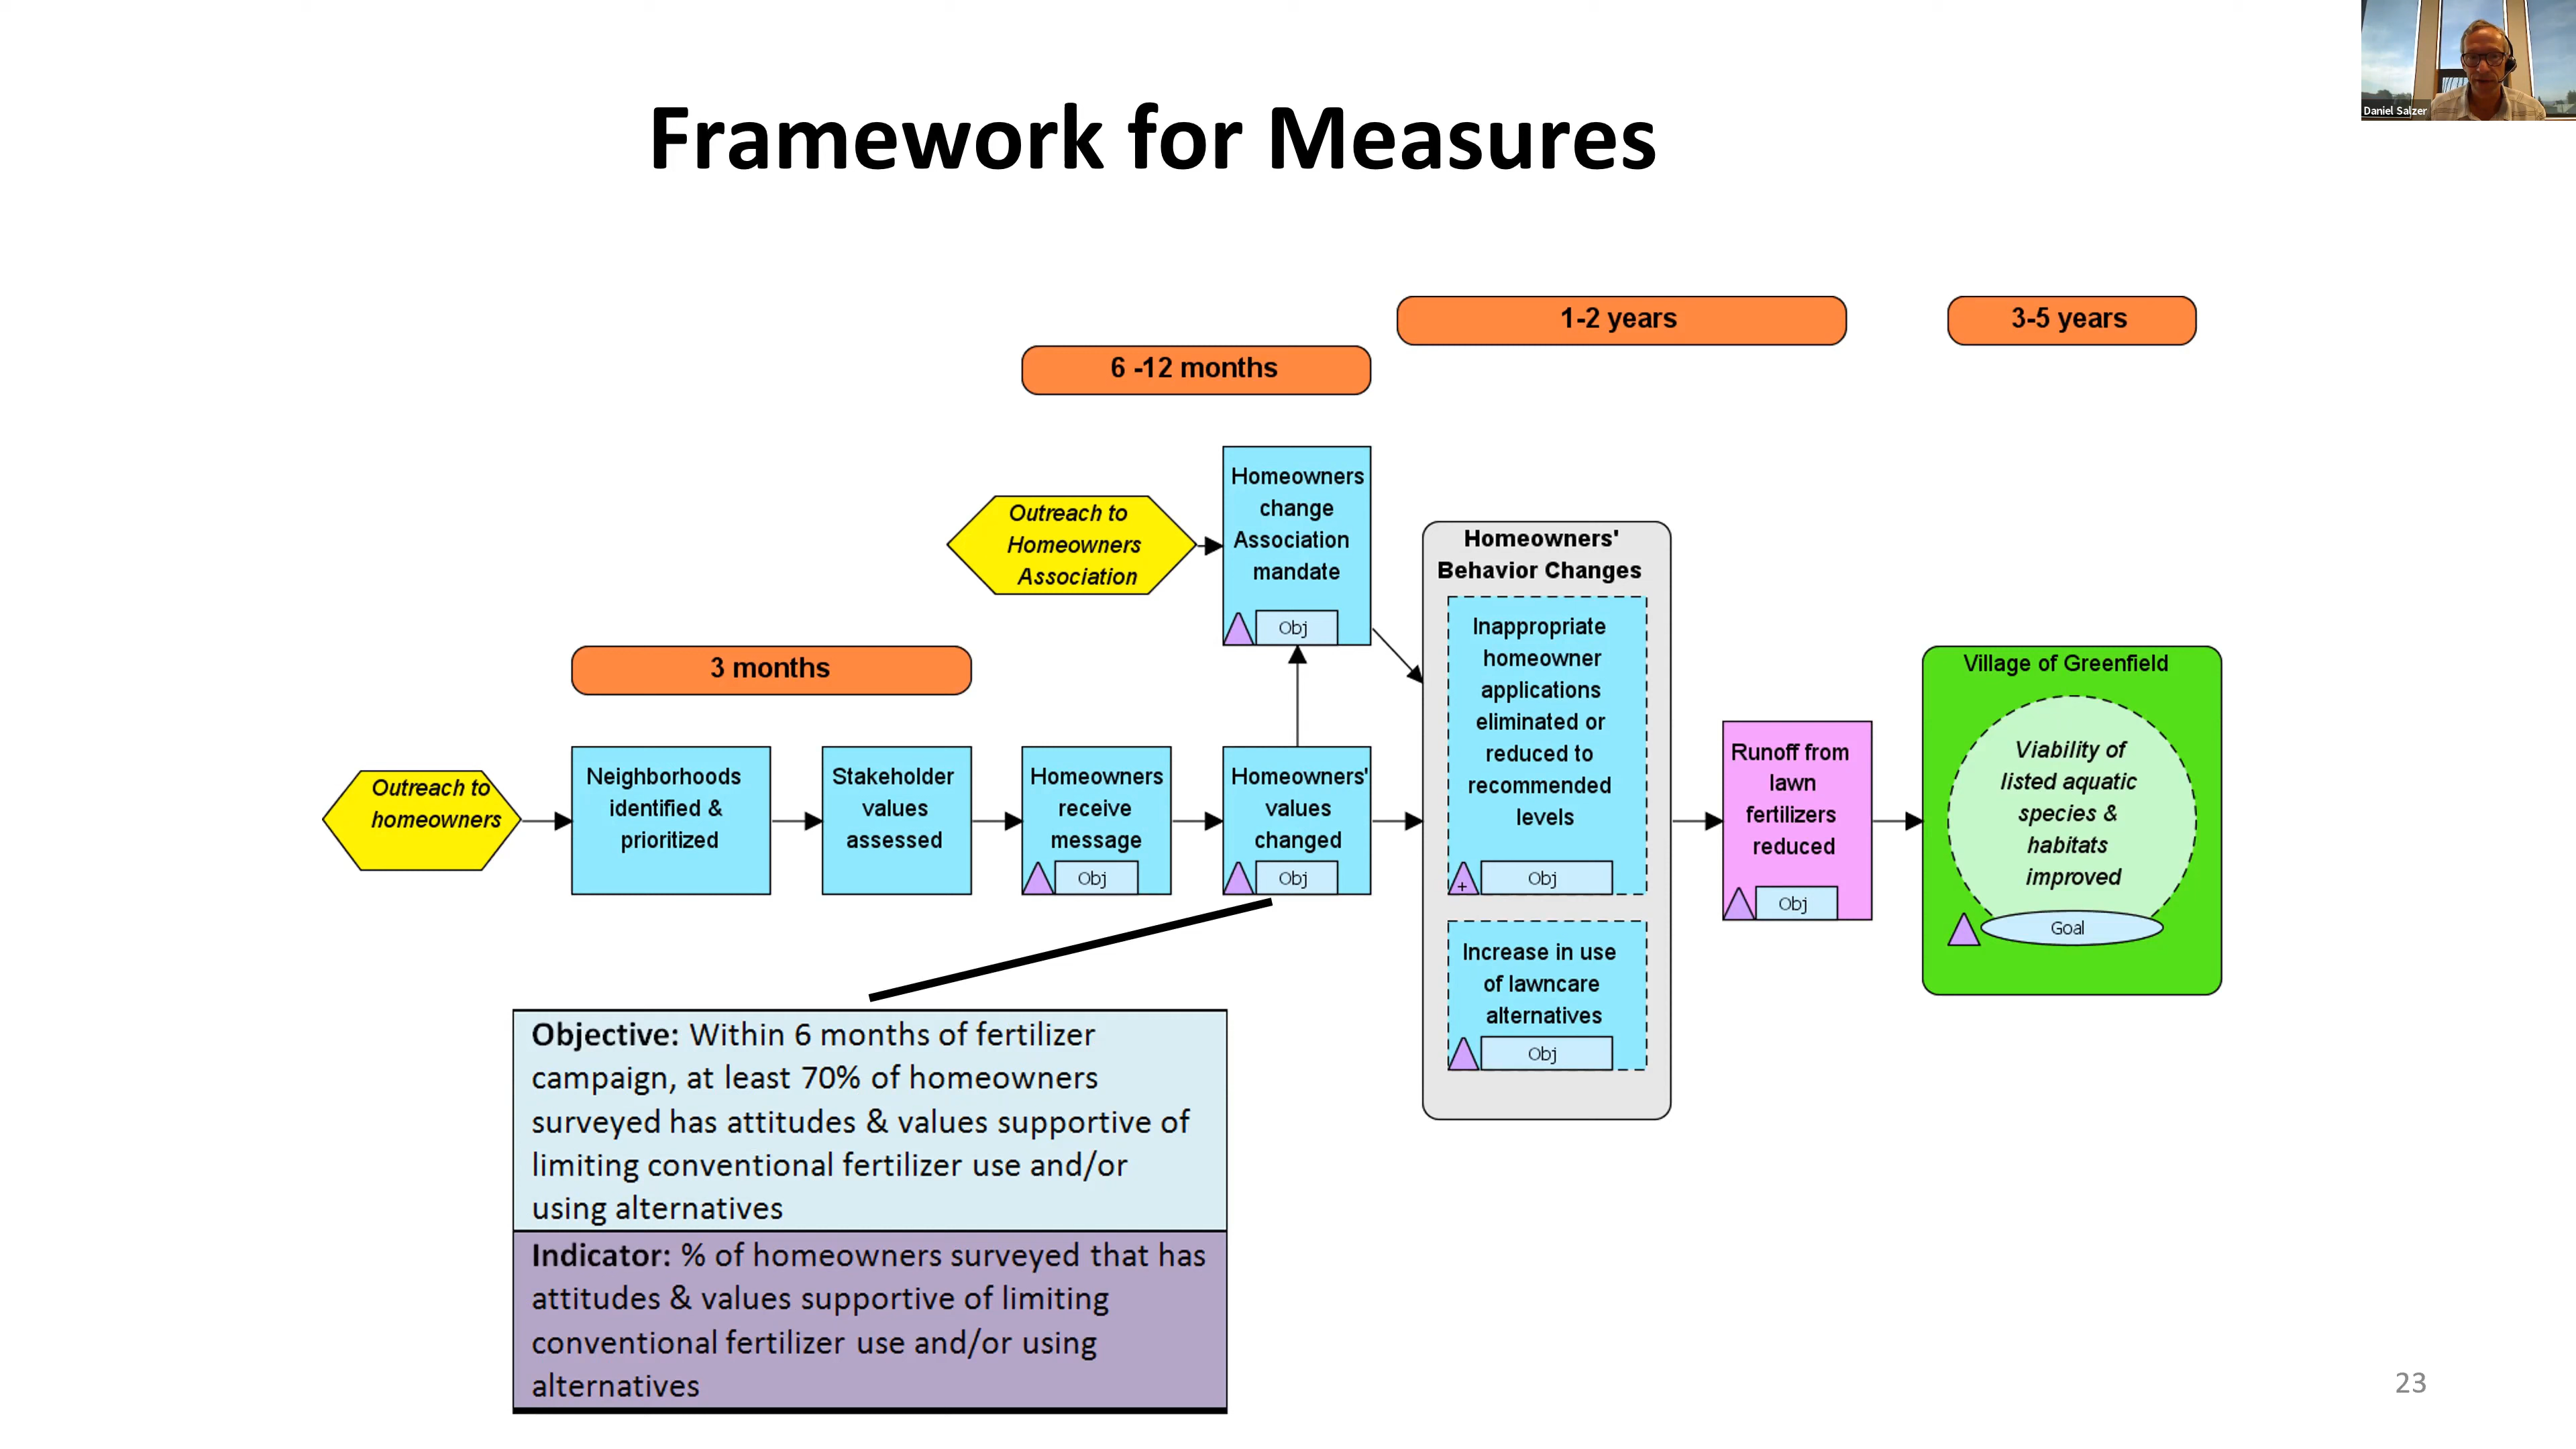 Daniel Salzer
Framework for Measures
1-2 years
3-5 years
6 -12 months
Homeowners
change
Association
mandate
Obj
Outreach to
Homeowners
Association
Homeowners'
Behavior Changes
Inappropriate
homeowner
applications
eliminated or
reduced to
recommended
levels
+
Obj
Increase in use
of lawncare
alternatives
Obj
3 months
Outreach to
homeowners
Neighborhoods
identified &
prioritized
Stakeholder
values
assessed
Homeowners
receive
message
Obj
Homeowners'
values
changed
Obj
Runoff from
lawn
fertilizers
reduced
Obj
Village of Greenfield
Viability of
listed aquatic
species &
habitats
improved
Goal
Objective: Within 6 months of fertilizer
campaign, at least 70% of homeowners
surveyed has attitudes & values supportive of
limiting conventional fertilizer use and/or
using alternatives
Indicator: % of homeowners surveyed that has
attitudes & values supportive of limiting
conventional fertilizer use and/or using
alternatives
23